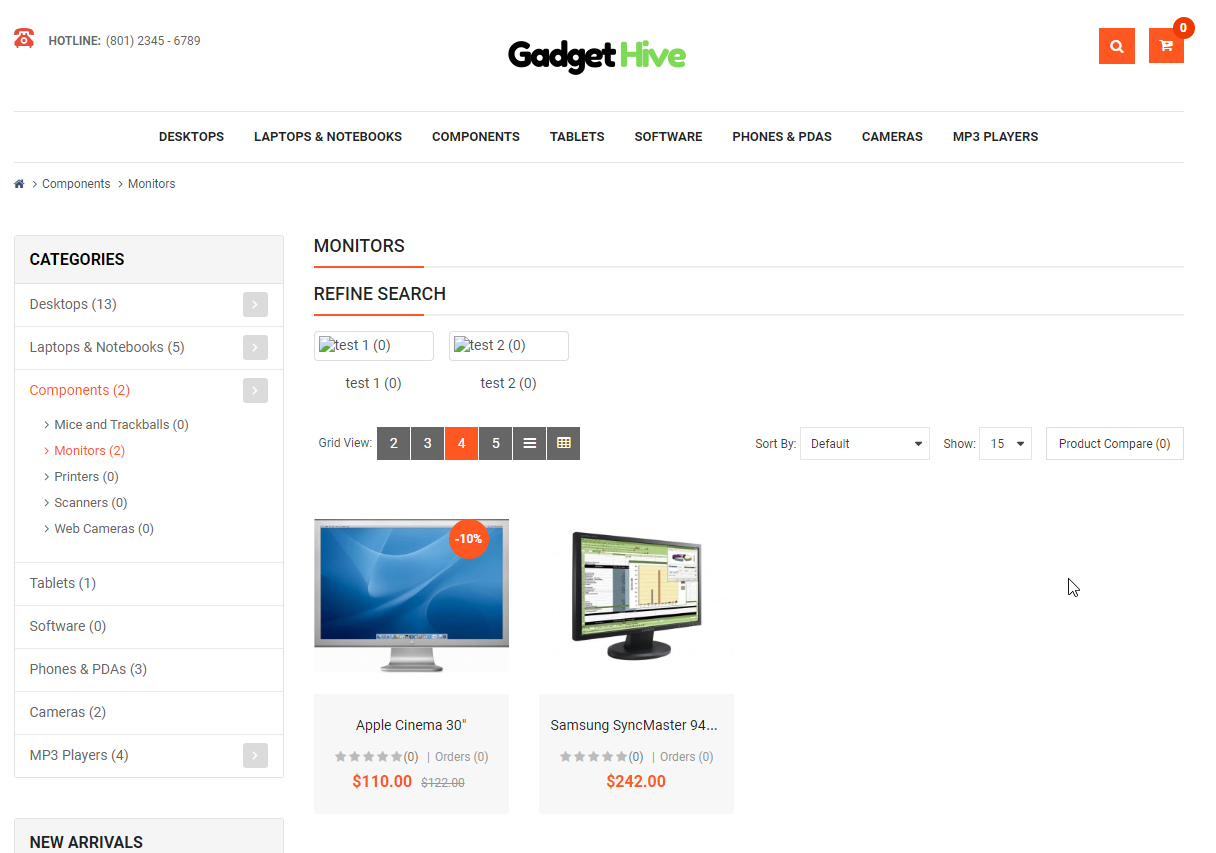 HOTLINE: (801) 2345 - 6789
Gadget Hive
0
DESKTOPS LAPTOPS & NOTEBOOKS COMPONENTS TABLETS SOFTWARE PHONES & PDAS CAMERAS MP3 PLAYERS
Components Monitors
CATEGORIES
Desktops (13)
Laptops & Notebooks (5)
Components (2)
Mice and Trackballs (0)
Monitors (2)
Printers (0)
Scanners (0)
Web Cameras (0)
Tablets (1)
Software (0)
Phones & PDAs (3)
Cameras (2)
MP3 Players (4)
NEW ARRIVALS
MONITORS
REFINE SEARCH
test 1 (0) test 2 (0)
test 1 (0) test 2 (0)
Grid View: 2 3 4 5 Sort By: Default Show: 15 Product Compare (0)
-10%
Apple Cinema 30"
(0) | Orders (0)
$110.00 $122.00
Samsung SyncMaster 94...
(0) | Orders (0)
$242.00